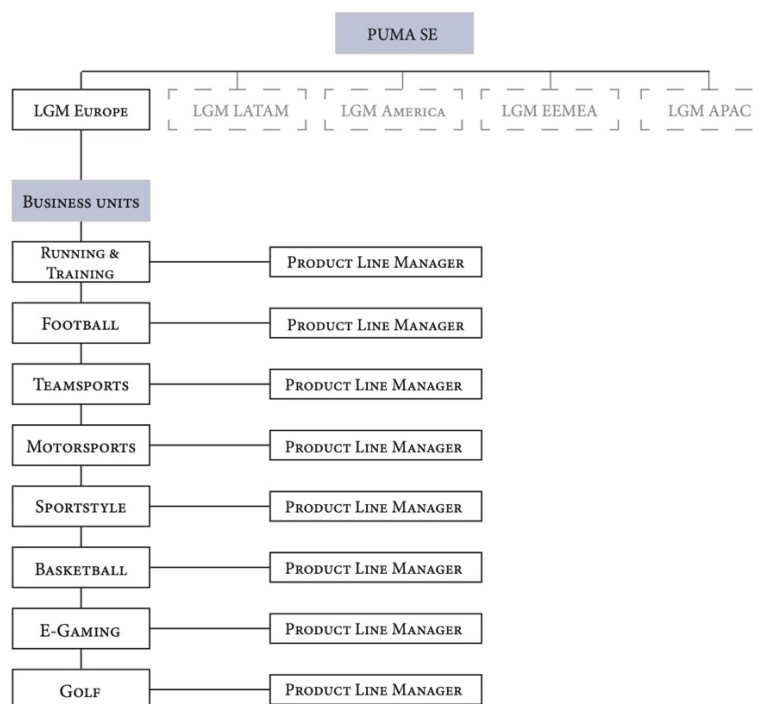 PUMA SE
LGM Europe
LGM LATAM
LGM America
LGM EEMEA
LGM APAC
Business units
Running &
Training
Product Line Manager
Football
Product Line Manager
Teamsports
Product Line Manager
Motorsports
Product Line Manager
Sportstyle
Product Line Manager
Basketball
Product Line Manager
E-Gaming
Product Line Manager
Golf
Product Line Manager